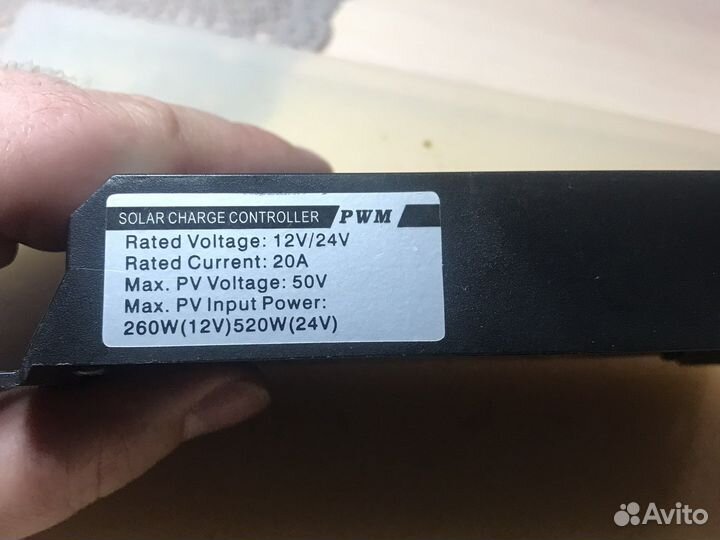 SOLAR CHARGE CONTROLLER PWM
Rated Voltage: 12V/24V
Rated Current: 20A
Max. PV Voltage: 50V
Max. PV Input Power:
260W(12V)520W(24V)
Avito